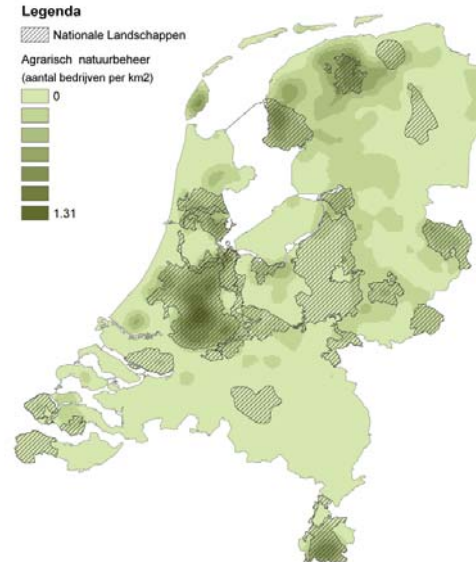 Legenda
Nationale Landschappen
Agrarisch natuurbeheer
(aantal bedrijven per km2)
0
1.31